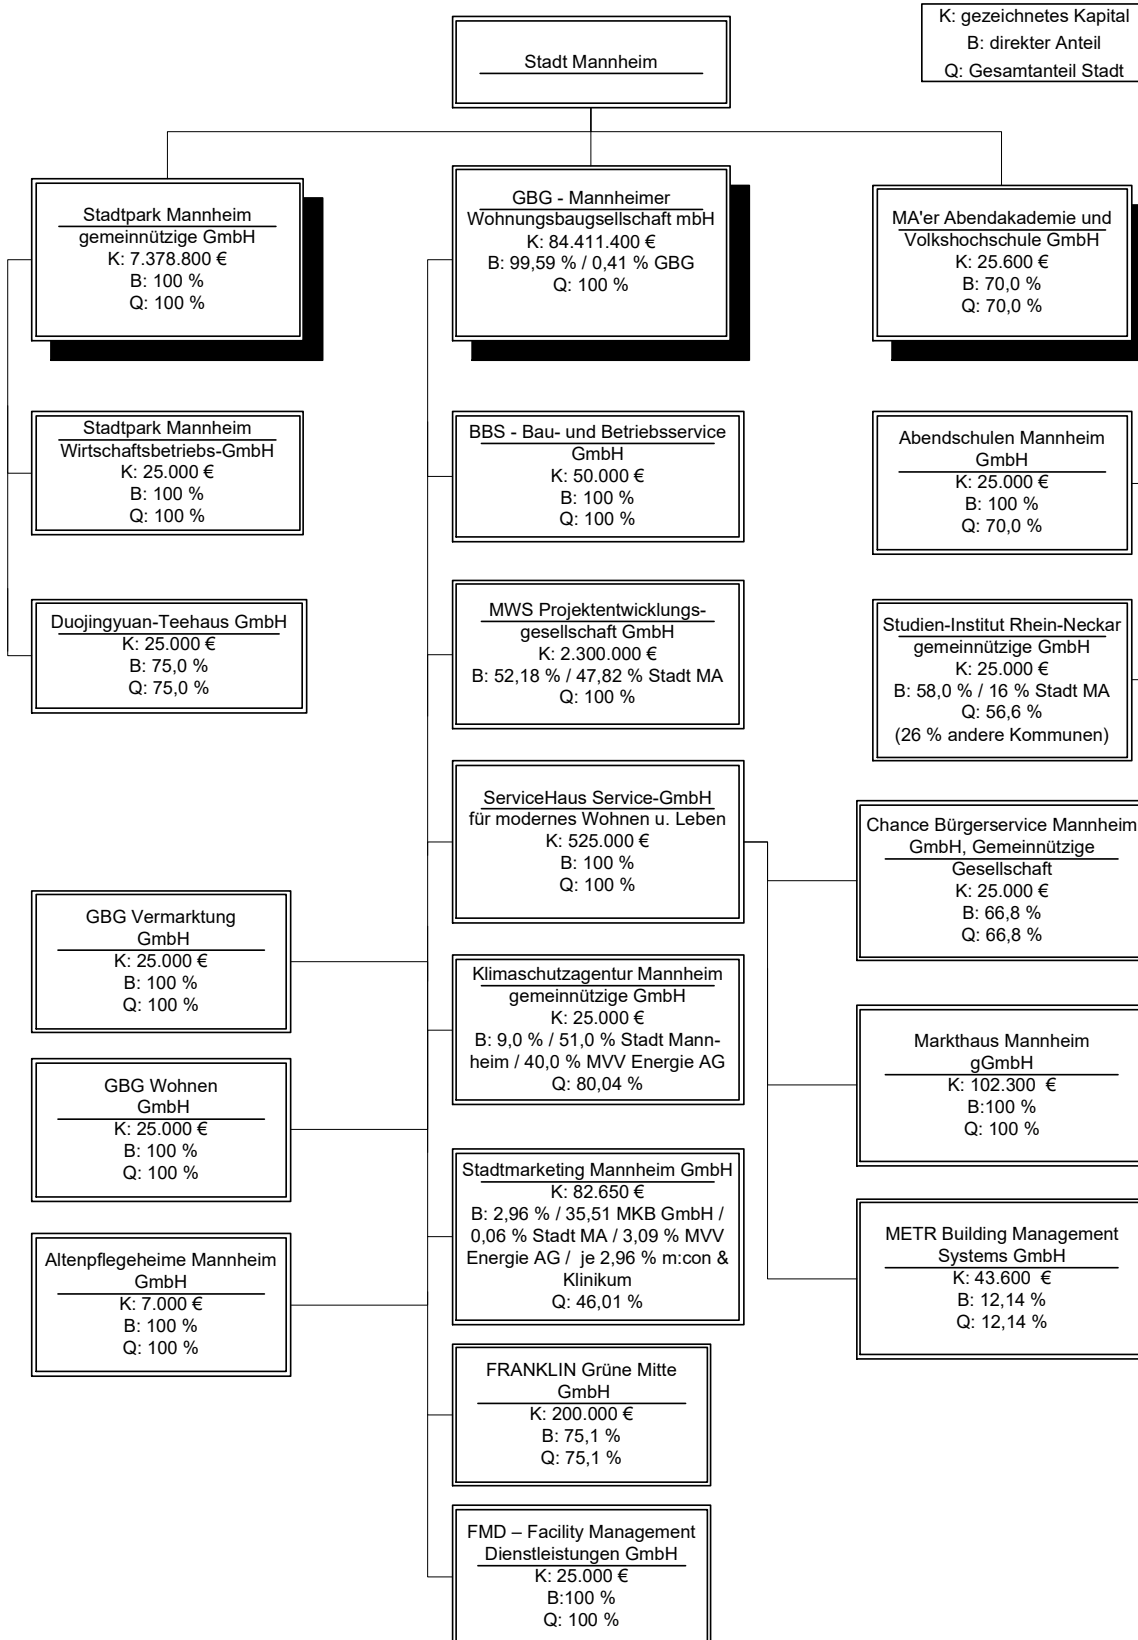 K: gezeichnetes Kapital
B: direkter Anteil
Q: Gesamtanteil Stadt
Stadt Mannheim
Stadtpark Mannheim
gemeinnützige GmbH
K: 7.378.800 €
B: 100 %
Q: 100 %
GBG - Mannheimer
Wohnungsbaugsellschaft mbH
K: 84.411.400 €
B: 99,59 % / 0,41 % GBG
Q: 100 %
MA'er Abendakademie und
Volkshochschule GmbH
K: 25.600 €
B: 70,0 %
Q: 70,0 %
Stadtpark Mannheim
Wirtschaftsbetriebs-GmbH
K: 25.000 €
B: 100 %
Q: 100 %
BBS - Bau- und Betriebsservice
GmbH
K: 50.000 €
B: 100 %
Q: 100 %
Abendschulen Mannheim
GmbH
K: 25.000 €
B: 100 %
Q: 70,0 %
Duojingyuan-Teehaus GmbH
K: 25.000 €
B: 75,0 %
Q: 75,0 %
MWS Projektentwicklungs-
gesellschaft GmbH
K: 2.300.000 €
B: 52,18 % / 47,82 % Stadt MA
Q: 100 %
Studien-Institut Rhein-Neckar
gemeinnützige GmbH
K: 25.000 €
B: 58,0 % / 16 % Stadt MA
Q: 56,6 %
(26 % andere Kommunen)
ServiceHaus Service-GmbH
für modernes Wohnen u. Leben
K: 525.000 €
B: 100 %
Q: 100 %
Chance Bürgerservice Mannheim
GmbH, Gemeinnützige
Gesellschaft
K: 25.000 €
B: 66,8 %
Q: 66,8 %
GBG Vermarktung
GmbH
K: 25.000 €
B: 100 %
Q: 100 %
Klimaschutzagentur Mannheim
gemeinnützige GmbH
K: 25.000 €
B: 9,0 % / 51,0 % Stadt Mann-
heim / 40,0 % MVV Energie AG
Q: 80,04 %
Markthaus Mannheim
gGmbH
K: 102.300 €
B:100 %
Q: 100 %
GBG Wohnen
GmbH
K: 25.000 €
B: 100 %
Q: 100 %
Stadtmarketing Mannheim GmbH
K: 82.650 €
B: 2,96 % / 35,51 MKB GmbH /
0,06 % Stadt MA / 3,09 % MVV
Energie AG / je 2,96 % m:con &
Klinikum
Q: 46,01 %
METR Building Management
Systems GmbH
K: 43.600 €
B: 12,14 %
Q: 12,14 %
Altenpflegeheime Mannheim
GmbH
K: 7.000 €
B: 100 %
Q: 100 %
FRANKLIN Grüne Mitte
GmbH
K: 200.000 €
B: 75,1 %
Q: 75,1 %
FMD – Facility Management
Dienstleistungen GmbH
K: 25.000 €
B:100 %
Q: 100 %